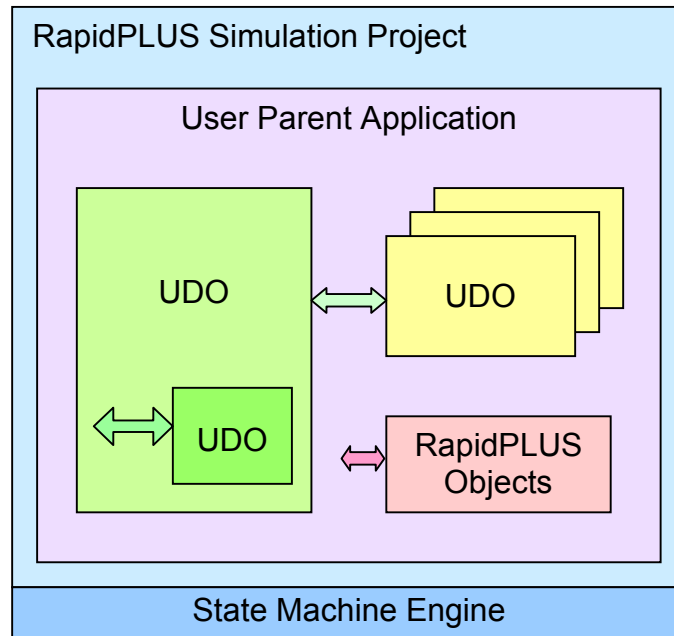 RapidPLUS Simulation Project
User Parent Application
UDO
UDO
UDO
RapidPLUS
Objects
State Machine Engine